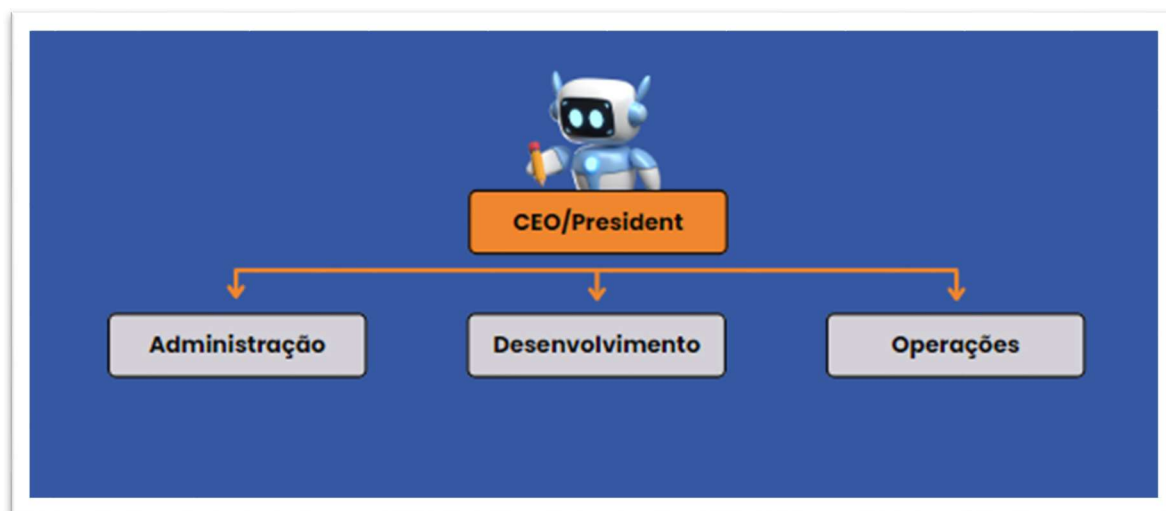 CEO/President
Administração
Desenvolvimento
Operações